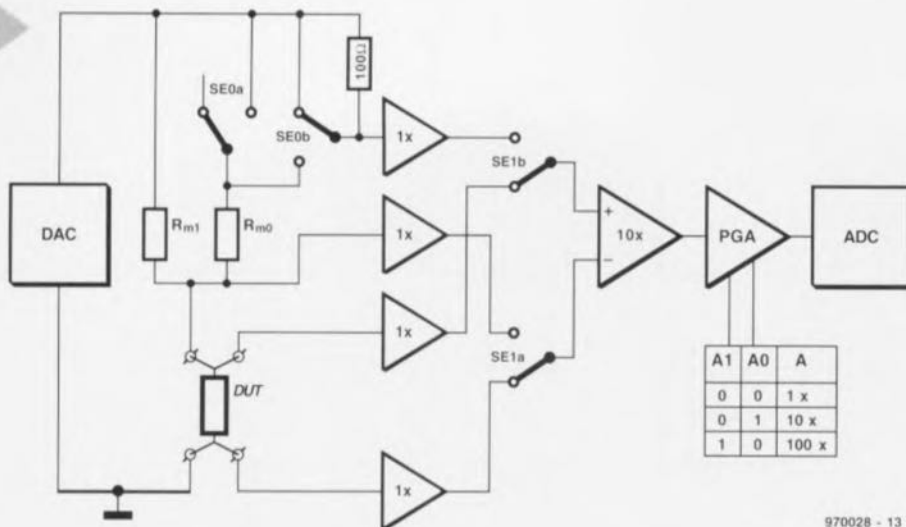 100Ω
SE0a
SE0b
1x
SE1b
DAC
Rm1
Rm0
1x
+
-
10x
PGA
ADC
1x
SE1a
DUT
A1 A0 A
0 0 1 x
0 1 10 x
1 0 100 x
1x
970028 - 13